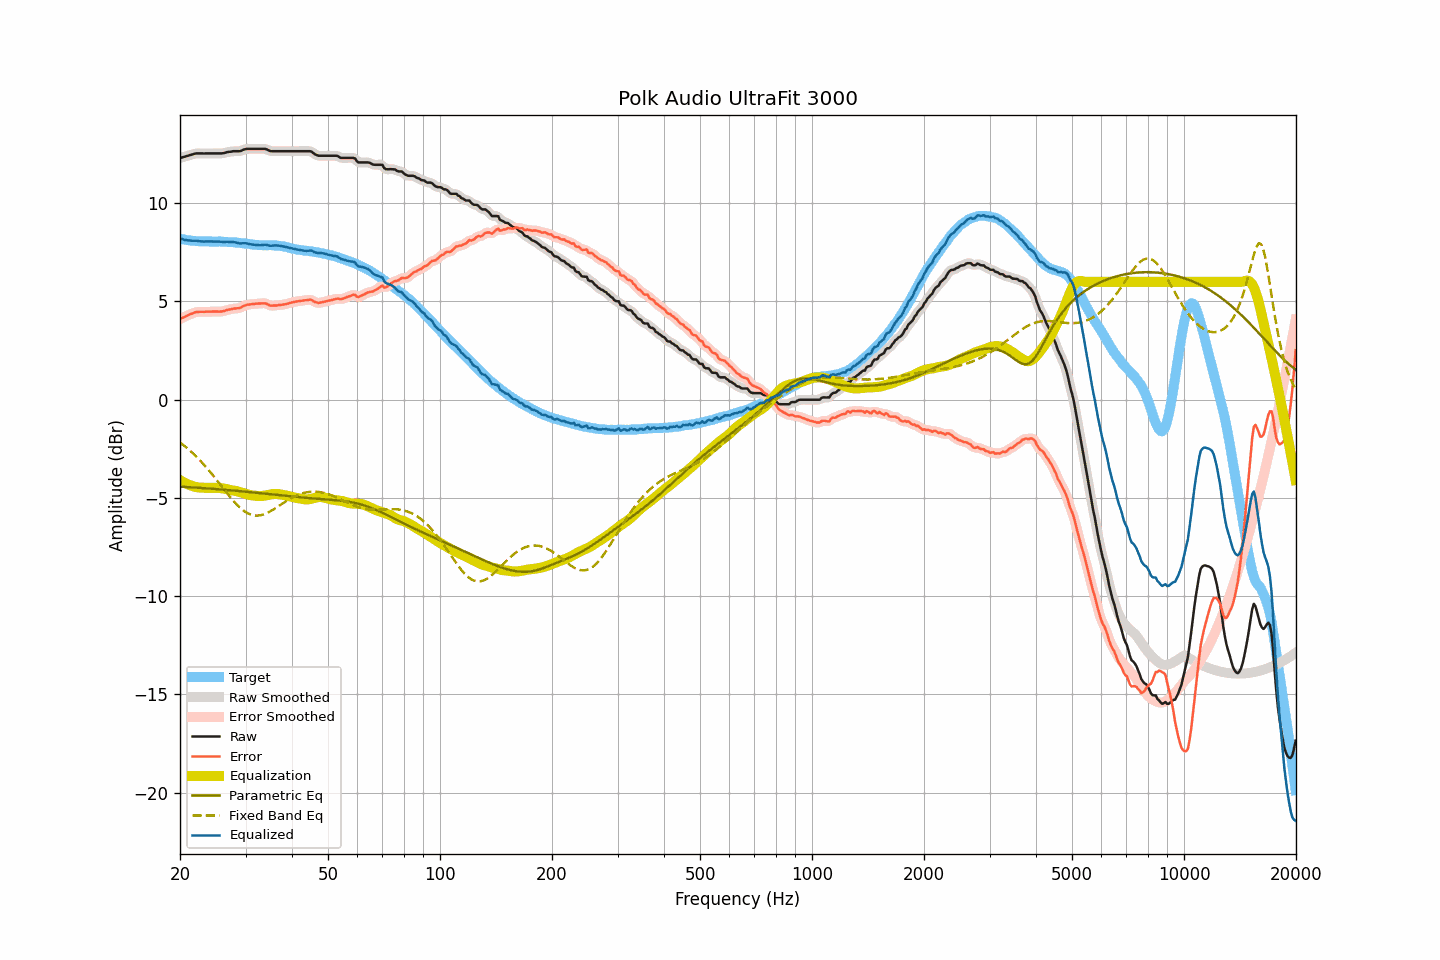 Polk Audio UltraFit 3000
Amplitude (dBr)
10
5
0
−5
−10
−15
−20
Target
Raw Smoothed
Error Smoothed
Raw
Error
Equalization
Parametric Eq
Fixed Band Eq
Equalized
20 50 100 200 500 1000 2000 5000 10000 20000
Frequency (Hz)